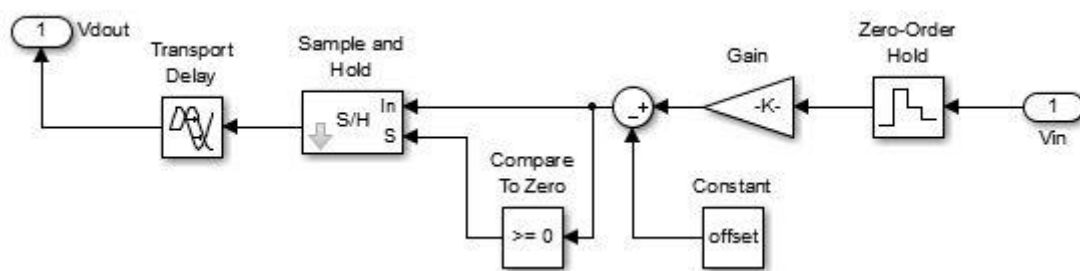 1
Vdout
Transport
Delay
Sample and
Hold
In
S/H
S
Compare
To Zero
>= 0
Gain
-K-
Constant
offset
Zero-Order
Hold
1
Vin